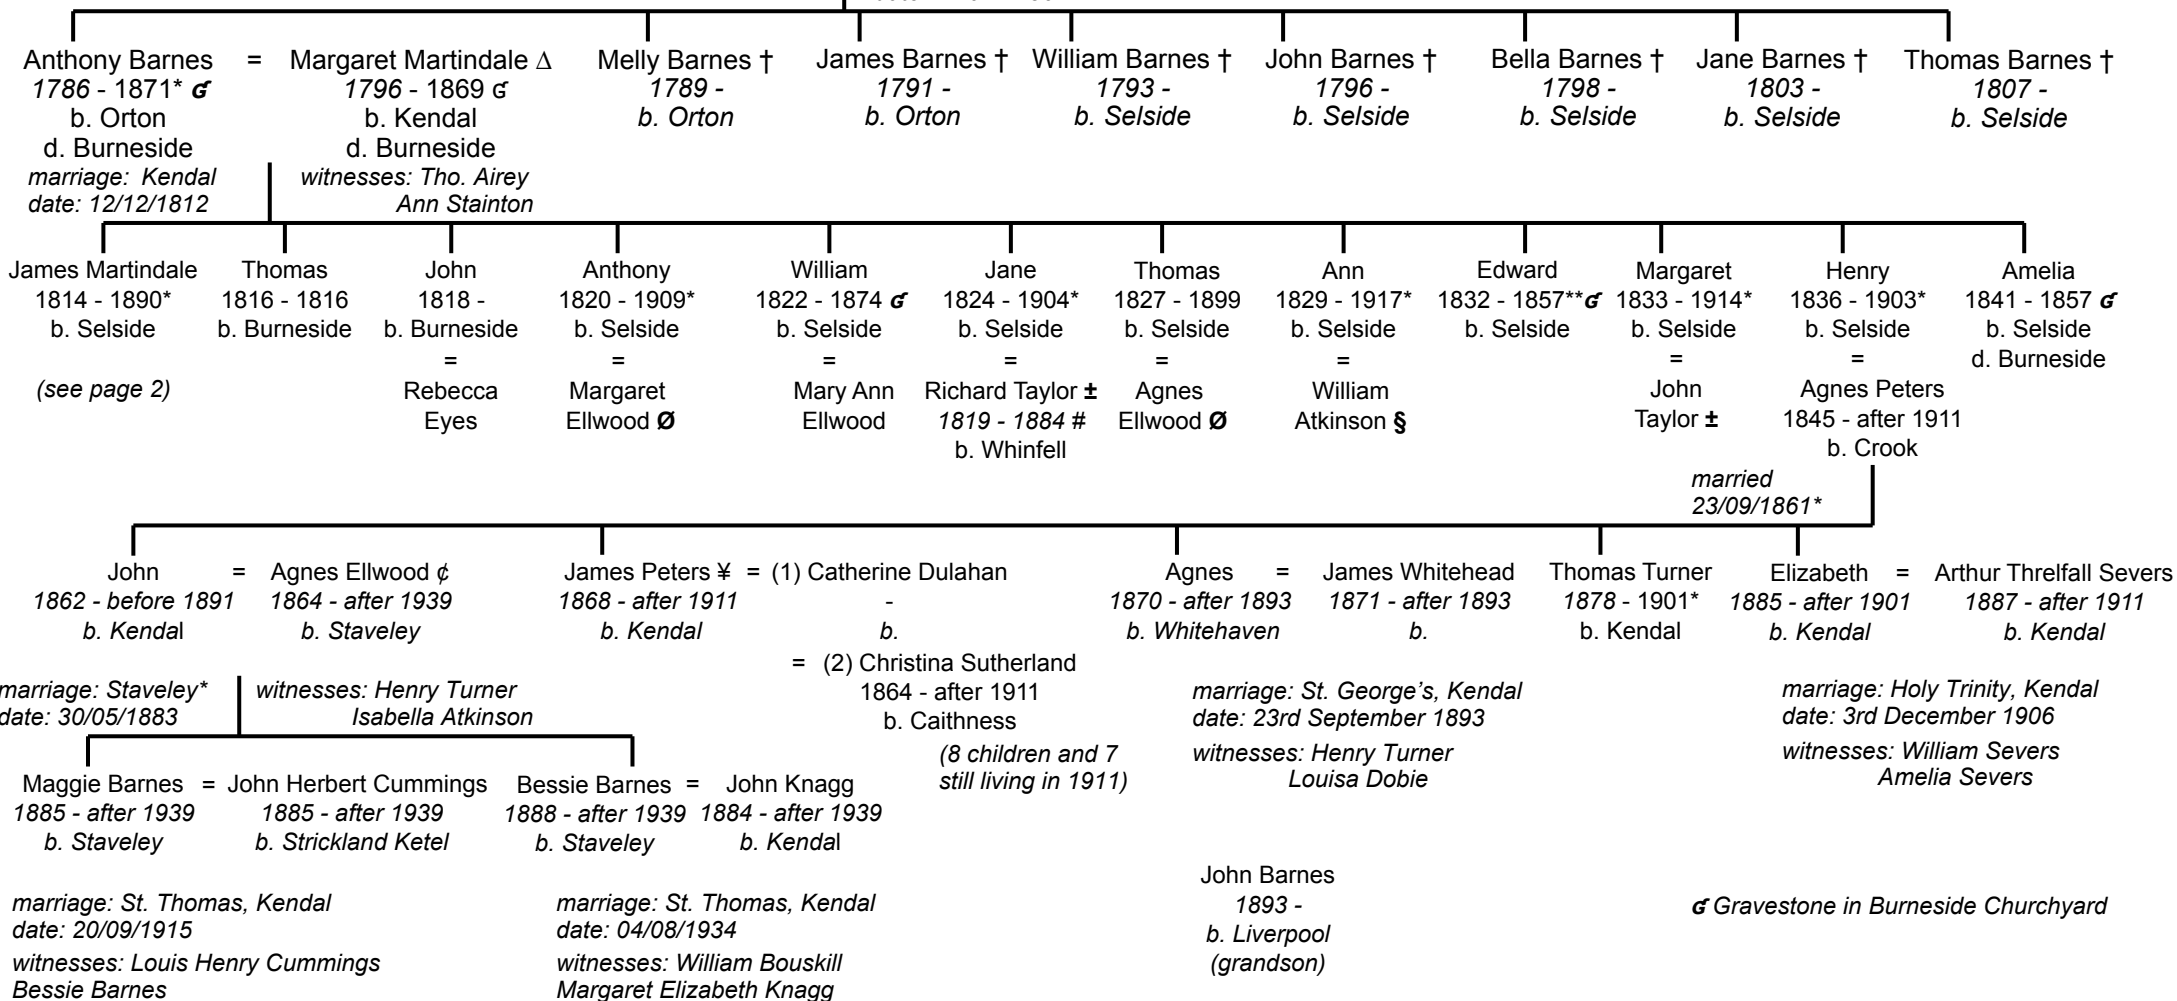 Anthony Barnes = Margaret Martindale ∆ Melly Barnes † James Barnes † William Barnes † John Barnes † Bella Barnes † Jane Barnes † Thomas Barnes †
1786 - 1871* ɠ 1796 - 1869 ɠ 1789 - 1791 - 1793 - 1796 - 1798 - 1803 - 1807 -
b. Orton b. Kendal b. Orton b. Orton b. Selside b. Selside b. Selside b. Selside b. Selside
d. Burneside d. Burneside
marriage: Kendal witnesses: Tho. Airey
date: 12/12/1812 Ann Stainton
James Martindale Thomas John Anthony William Jane Thomas Ann Edward Margaret Henry Amelia
1814 - 1890* 1816 - 1816 1818 - 1820 - 1909* 1822 - 1874 ɠ 1824 - 1904* 1827 - 1899 1829 - 1917* 1832 - 1857**ɠ 1833 - 1914* 1836 - 1903* 1841 - 1857 ɠ
b. Selside b. Burneside b. Burneside b. Selside b. Selside b. Selside b. Selside b. Selside b. Selside b. Selside b. Selside b. Selside
= = = = = = = = d. Burneside
(see page 2) Rebecca Margaret Mary Ann Richard Taylor ± Agnes William John Agnes Peters
Eyes Ellwood Ø Ellwood 1819 - 1884 # Ellwood Ø Atkinson § Taylor ± 1845 - after 1911
b. Whinfell b. Crook
married
23/09/1861*
John = Agnes Ellwood ¢ James Peters ¥ = (1) Catherine Dulahan Agnes = James Whitehead Thomas Turner Elizabeth = Arthur Threlfall Severs
1862 - before 1891 1864 - after 1939 1868 - after 1911 - 1870 - after 1893 1871 - after 1893 1878 - 1901* 1885 - after 1901 1887 - after 1911
b. Kendal b. Staveley b. Kendal b. b. Whitehaven b. b. Kendal b. Kendal b. Kendal
= (2) Christina Sutherland
marriage: Staveley* witnesses: Henry Turner 1864 - after 1911 marriage: St. George's, Kendal marriage: Holy Trinity, Kendal
date: 30/05/1883 Isabella Atkinson b. Caithness date: 23rd September 1893 date: 3rd December 1906
(8 children and 7 witnesses: Henry Turner witnesses: William Severs
still living in 1911) Louisa Dobie Amelia Severs
Maggie Barnes = John Herbert Cummings Bessie Barnes = John Knagg
1885 - after 1939 1885 - after 1939 1888 - after 1939 1884 - after 1939
b. Staveley b. Strickland Ketel b. Staveley b. Kendal
John Barnes
marriage: St. Thomas, Kendal marriage: St. Thomas, Kendal 1893 - ɠ Gravestone in Burneside Churchyard
date: 20/09/1915 date: 04/08/1934 b. Liverpool
witnesses: Louis Henry Cummings witnesses: William Bouskill (grandson)
Bessie Barnes Margaret Elizabeth Knagg